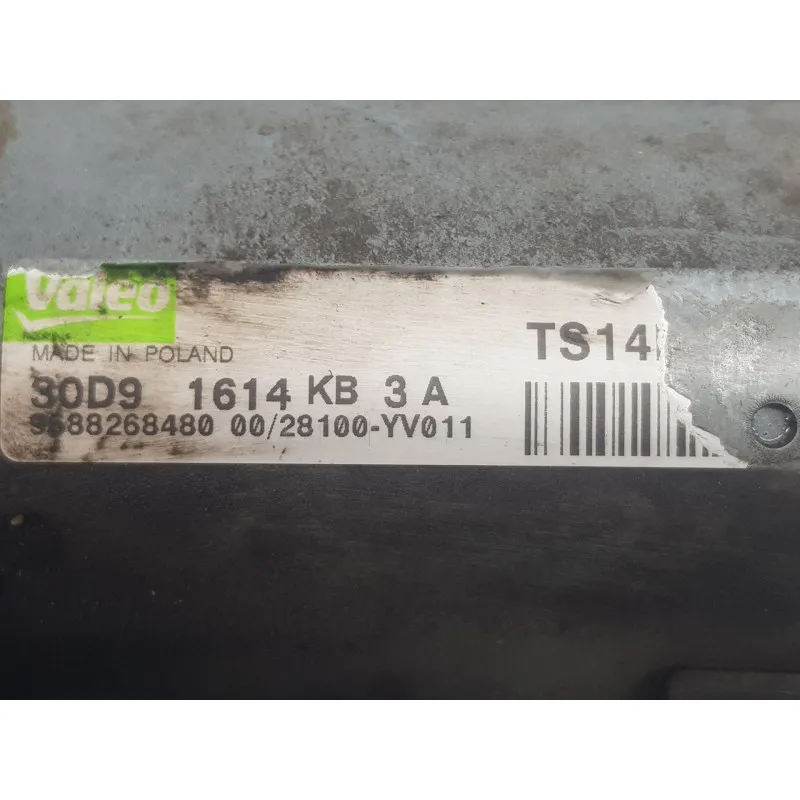 Valeo
MADE IN POLAND
TS14
30D9 1614 KB 3 A
9688268480 00/28100-YV011